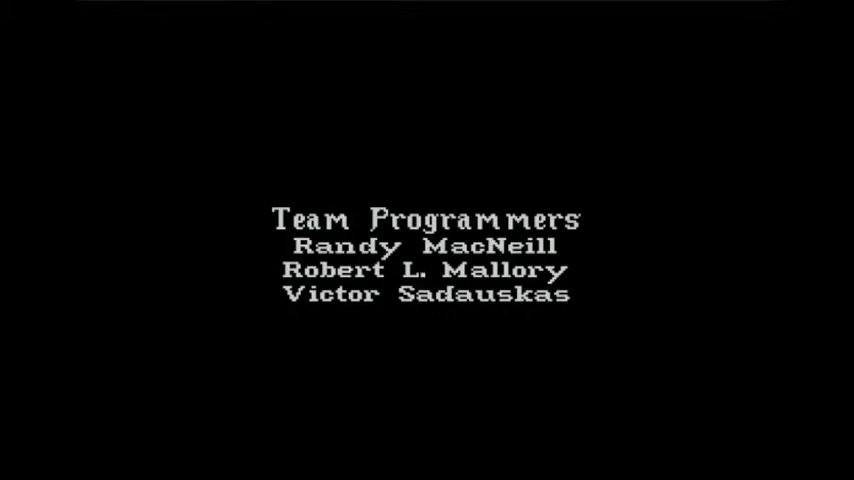 Team Programmers
Randy MacNeill
Robert L. Mallory
Victor Sadauskas